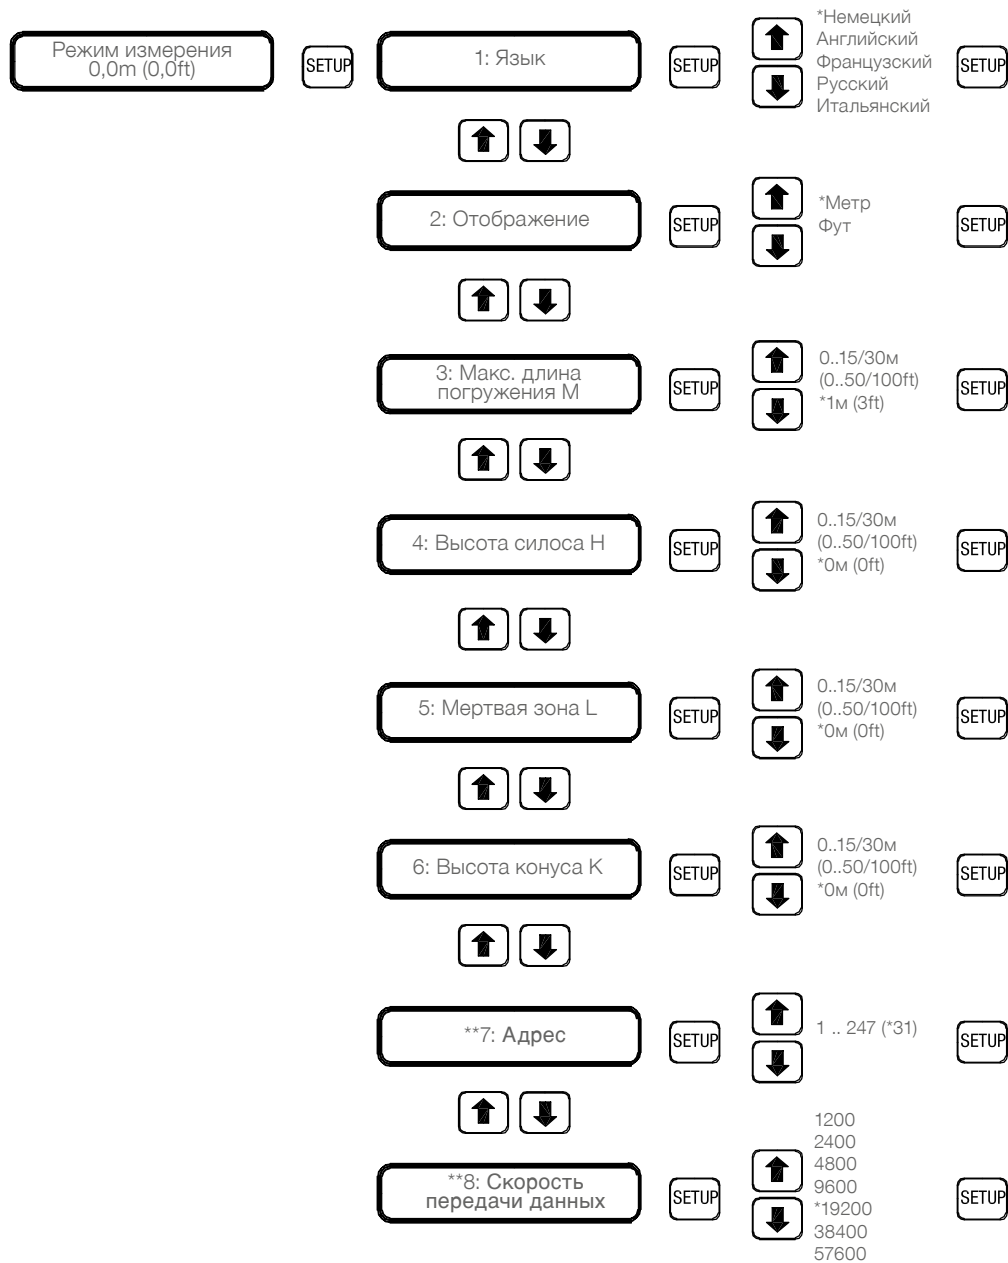 Режим измерения
0,0m (0,0ft)
SETUP
1: Язык
SETUP
*Немецкий
Английский
Французский
Русский
Итальянский
SETUP
2: Отображение
SETUP
*Метр
Фут
SETUP
3: Макс. длина
погружения M
SETUP
0..15/30м
(0..50/100ft)
*1м (3ft)
SETUP
4: Высота силоса H
SETUP
0..15/30м
(0..50/100ft)
*0м (0ft)
SETUP
5: Мертвая зона L
SETUP
0..15/30м
(0..50/100ft)
*0м (0ft)
SETUP
6: Высота конуса K
SETUP
0..15/30м
(0..50/100ft)
*0м (0ft)
SETUP
**7: Адрес
SETUP
1 .. 247 (*31)
SETUP
**8: Скорость
передачи данных
SETUP
1200
2400
4800
9600
*19200
38400
57600
SETUP